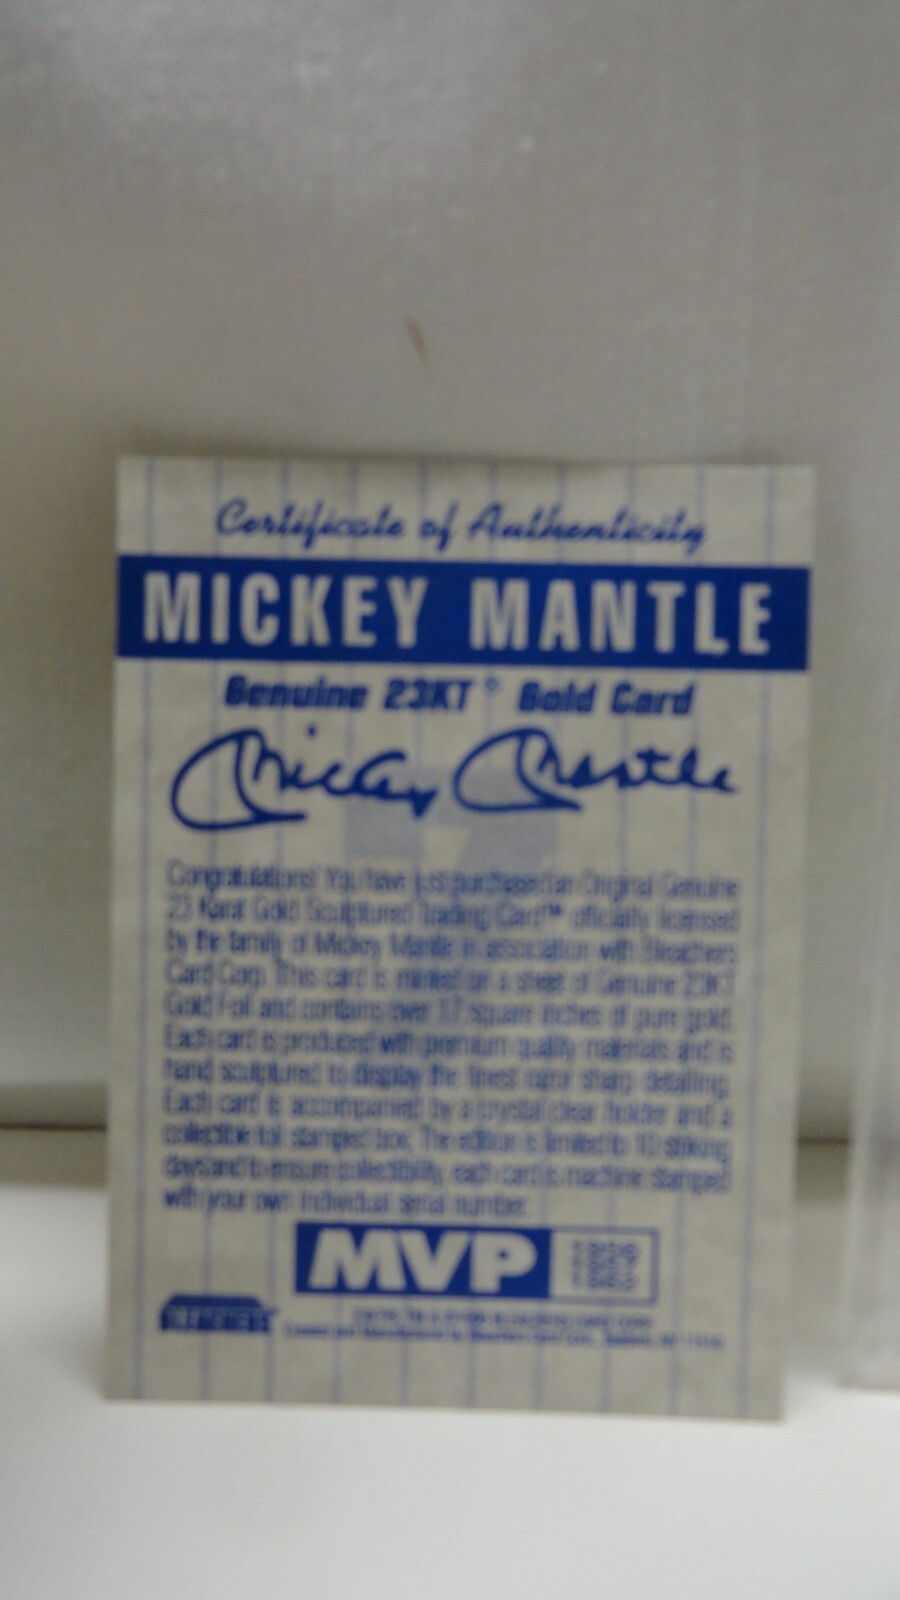 Certificate of Authenticity
MICKEY MANTLE
Genuine 23KT Gold Card
Mickey Mantle
7
Congratulations! You have just purchased an Original Genuine
23 Karat Gold Sculptured Trading Card™ officially licensed
by the family of Mickey Mantle in association with Bleachers
Card Corp. This card is minted on a sheet of Genuine 23KT
Gold Foil and contains over 17 square inches of pure gold.
Each card is produced with premium quality materials and is
hand sculptured to display the finest razor sharp detailing.
Each card is accompanied by a crystal clear holder and a
collectible foil stamped box. The edition is limited to 10 striking
days and to ensure collectibility, each card is machine stamped
with your own individual serial number.
MVP
1956
1957
1962
BLEACHERS